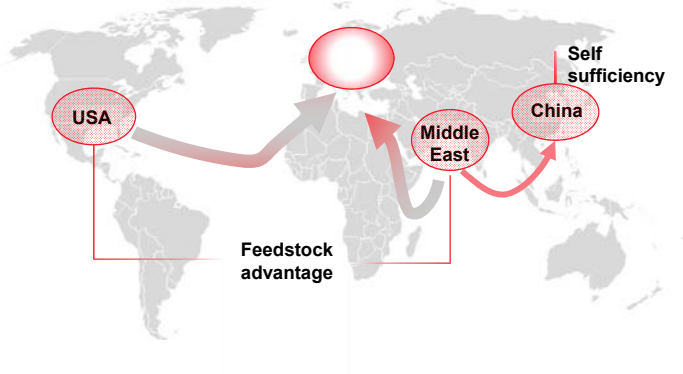 Self
sufficiency
USA
China
Middle
East
Feedstock
advantage